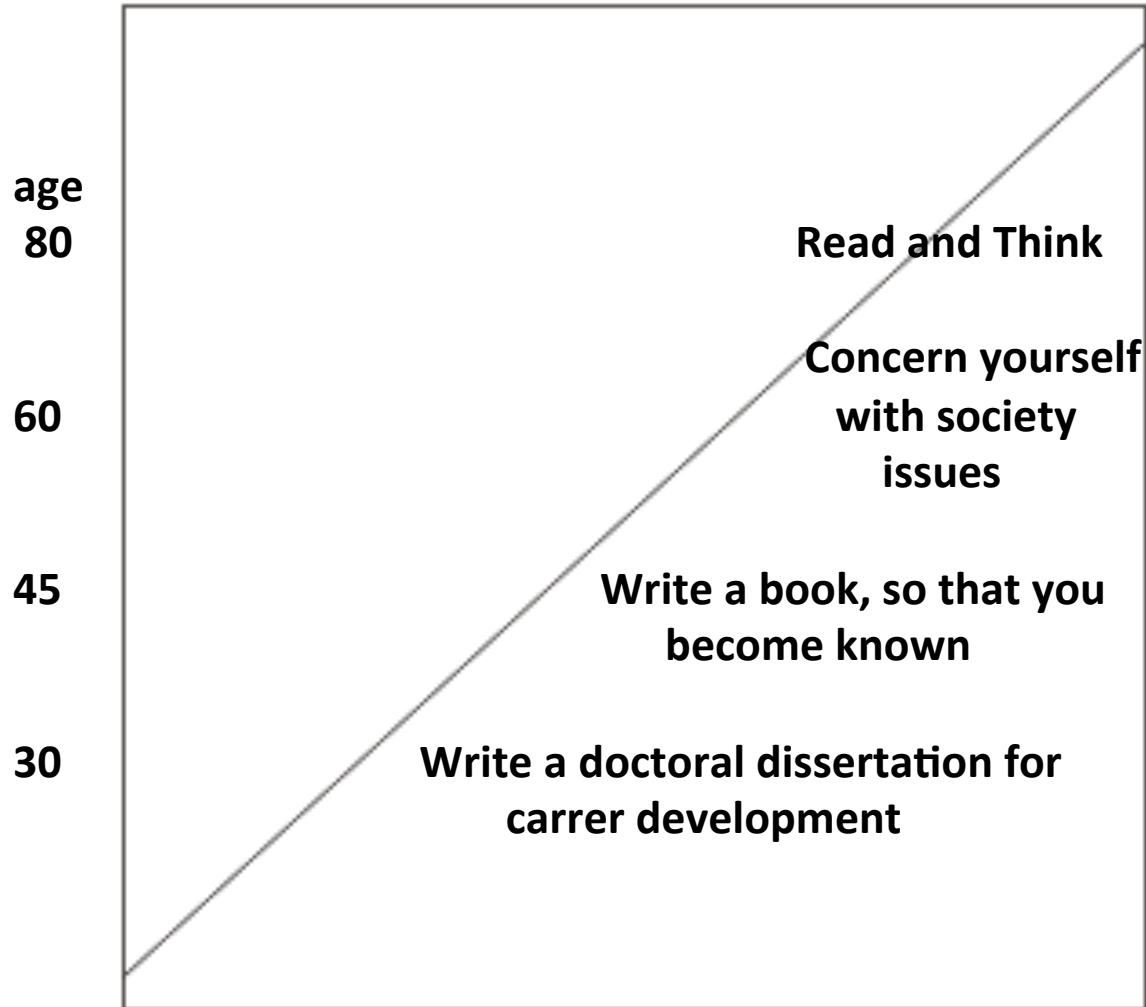 age
80 Read and Think
Concern yourself
60 with society
issues
45 Write a book, so that you
become known
30 Write a doctoral dissertation for
carrer development